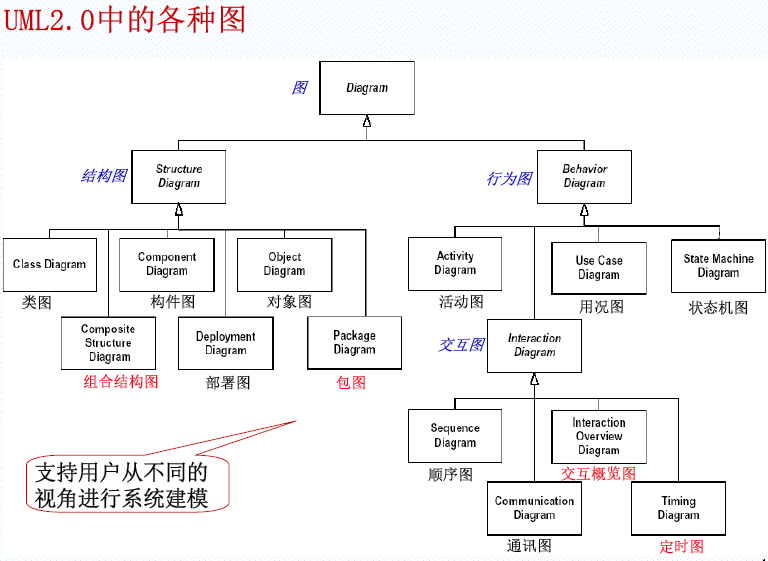 UML2.0中的各种图
图
Diagram
结构图
Structure
Diagram
行为图
Behavior
Diagram
Class Diagram
类图
Component
Diagram
构件图
Object
Diagram
对象图
Activity
Diagram
活动图
Use Case
Diagram
用况图
State Machine
Diagram
状态机图
Composite
Structure
Diagram
组合结构图
Deployment
Diagram
部署图
Package
Diagram
包图
交互图
Interaction
Diagram
Sequence
Diagram
顺序图
Interaction
Overview
Diagram
交互概览图
支持用户从不同的
视角进行系统建模
Communication
Diagram
通讯图
Timing
Diagram
定时图